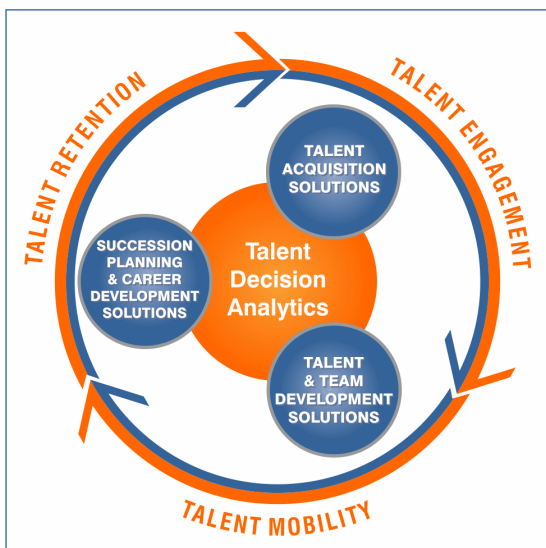 TALENT RETENTION
TALENT ENGAGEMENT
TALENT
ACQUISITION
SOLUTIONS
SUCCESSION
PLANNING
& CAREER
DEVELOPMENT
SOLUTIONS
Talent
Decision
Analytics
TALENT
& TEAM
DEVELOPMENT
SOLUTIONS
TALENT MOBILITY